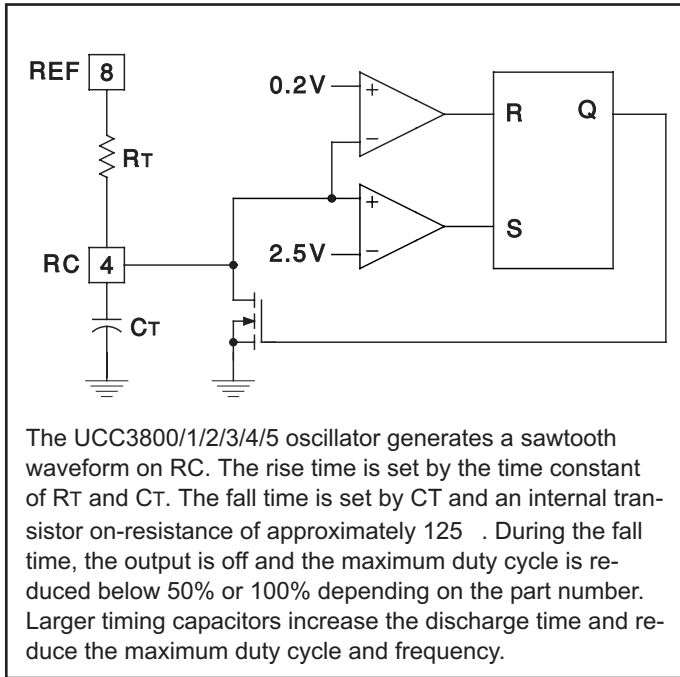 REF 8
0.2V
+
−
R Q
RT
+
S
2.5V
−
RC 4
CT
The UCC3800/1/2/3/4/5 oscillator generates a sawtooth
waveform on RC. The rise time is set by the time constant
of RT and CT. The fall time is set by CT and an internal tran-
sistor on-resistance of approximately 125 . During the fall
time, the output is off and the maximum duty cycle is re-
duced below 50% or 100% depending on the part number.
Larger timing capacitors increase the discharge time and re-
duce the maximum duty cycle and frequency.